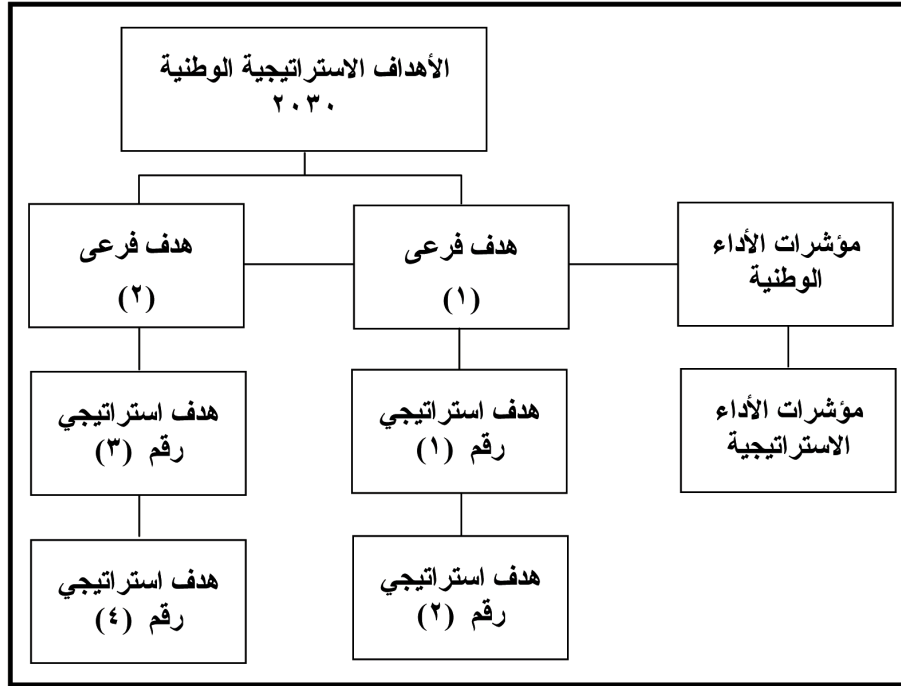 الأهداف الاستراتيجية الوطنية
٢٠٣٠
مؤشرات الأداء
الوطنية
هدف فرعى
(١)
هدف فرعى
(٢)
مؤشرات الأداء
الاستراتيجية
هدف استراتيجي
رقم (١)
هدف استراتيجي
رقم (٣)
هدف استراتيجي
رقم (٢)
هدف استراتيجي
رقم (٤)